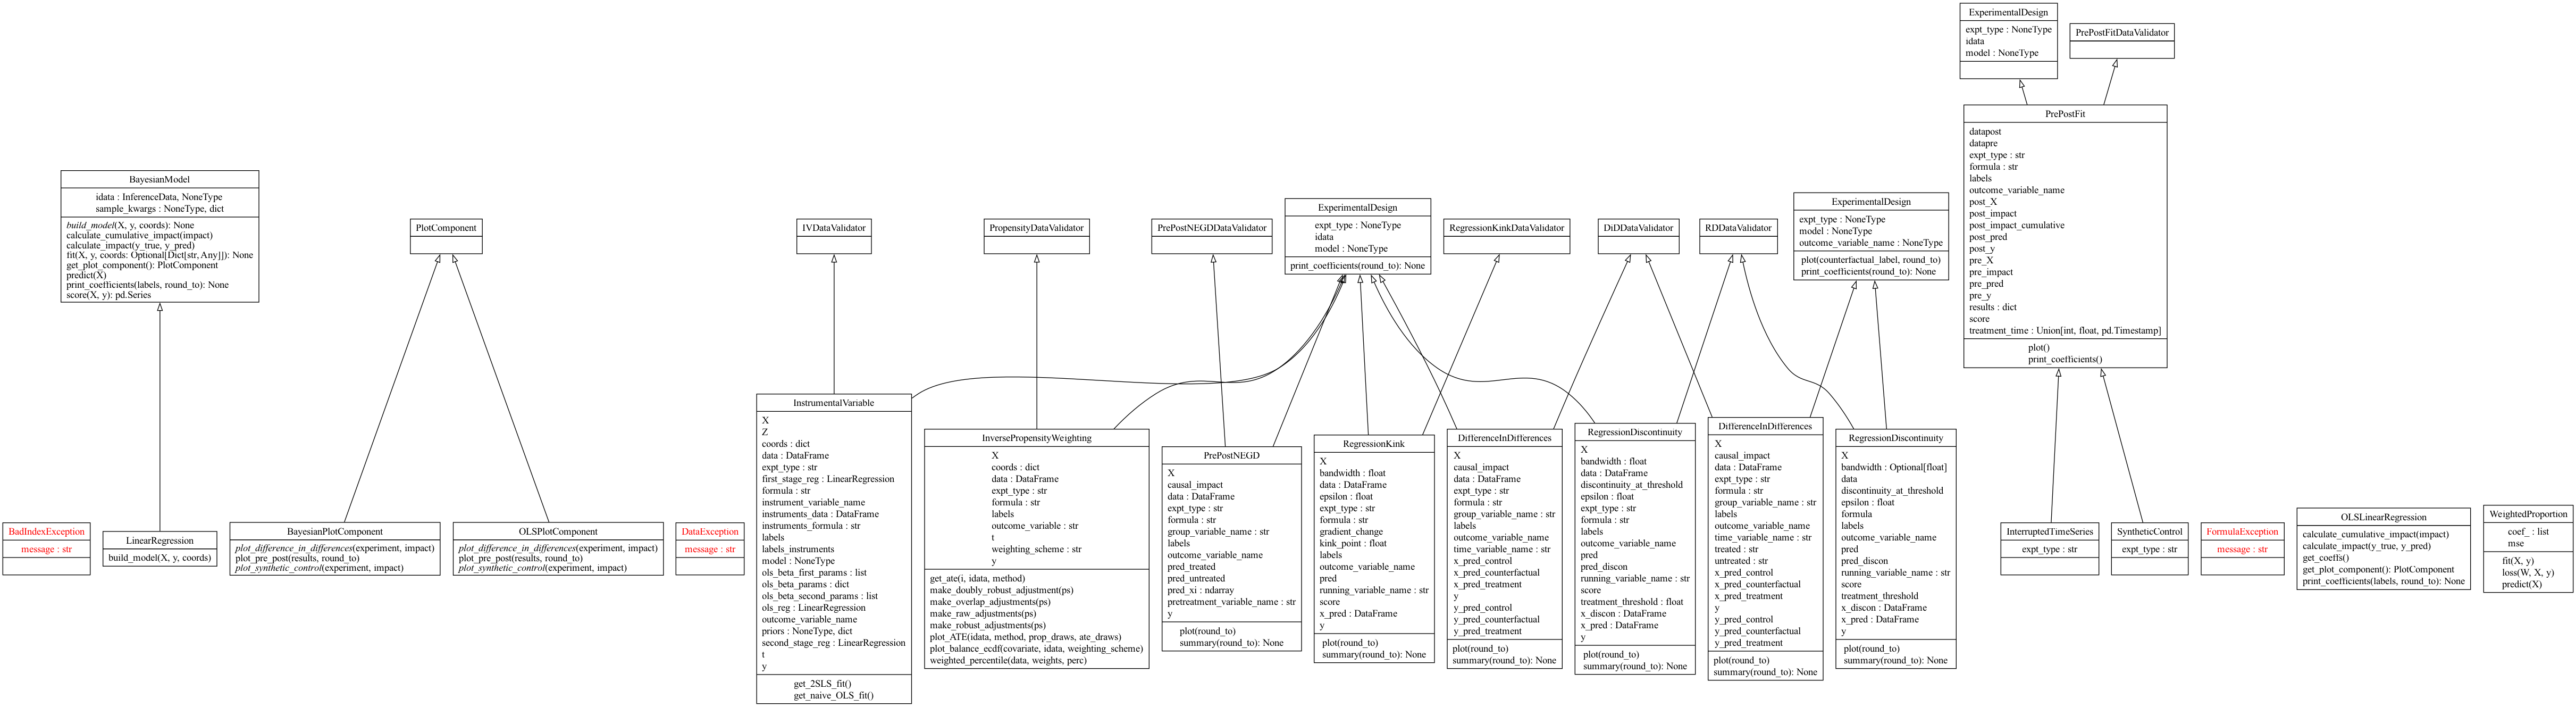 ExperimentalDesign
expt_type : NoneType
idata
model : NoneType
PrePostFitDataValidator
PrePostFit
datapost
datapre
expt_type : str
formula : str
labels
outcome_variable_name
post_X
post_impact
post_impact_cumulative
post_pred
post_y
pre_X
pre_impact
pre_pred
pre_y
results : dict
score
treatment_time : Union[int, float, pd.Timestamp]
plot()
print_coefficients()
BayesianModel
idata : InferenceData, NoneType
sample_kwargs : NoneType, dict
build_model(X, y, coords): None
calculate_cumulative_impact(impact)
calculate_impact(y_true, y_pred)
fit(X, y, coords: Optional[Dict[str, Any]]): None
get_plot_component(): PlotComponent
predict(X)
print_coefficients(labels, round_to): None
score(X, y): pd.Series
PlotComponent
IVDataValidator
PropensityDataValidator
PrePostNEGDDataValidator
ExperimentalDesign
expt_type : NoneType
idata
model : NoneType
print_coefficients(round_to): None
RegressionKinkDataValidator
DiDDataValidator
RDDataValidator
ExperimentalDesign
expt_type : NoneType
model : NoneType
outcome_variable_name : NoneType
plot(counterfactual_label, round_to)
print_coefficients(round_to): None
BadIndexException
message : str
LinearRegression
build_model(X, y, coords)
BayesianPlotComponent
plot_difference_in_differences(experiment, impact)
plot_pre_post(results, round_to)
plot_synthetic_control(experiment, impact)
OLSPlotComponent
plot_difference_in_differences(experiment, impact)
plot_pre_post(results, round_to)
plot_synthetic_control(experiment, impact)
DataException
message : str
InstrumentalVariable
X
Z
coords : dict
data : DataFrame
expt_type : str
first_stage_reg : LinearRegression
formula : str
instrument_variable_name
instruments_data : DataFrame
instruments_formula : str
labels
labels_instruments
model : NoneType
ols_beta_first_params : list
ols_beta_params : dict
ols_beta_second_params : list
ols_reg : LinearRegression
outcome_variable_name
priors : NoneType, dict
second_stage_reg : LinearRegression
t
y
get_2SLS_fit()
get_naive_OLS_fit()
InversePropensityWeighting
X
coords : dict
data : DataFrame
expt_type : str
formula : str
labels
outcome_variable : str
t
weighting_scheme : str
y
get_ate(i, idata, method)
make_doubly_robust_adjustment(ps)
make_overlap_adjustments(ps)
make_raw_adjustments(ps)
make_robust_adjustments(ps)
plot_ATE(idata, method, prop_draws, ate_draws)
plot_balance_ecdf(covariate, idata, weighting_scheme)
weighted_percentile(data, weights, perc)
PrePostNEGD
X
causal_impact
data : DataFrame
expt_type : str
formula : str
group_variable_name : str
labels
outcome_variable_name
pred_treated
pred_untreated
pred_xi : ndarray
pretreatment_variable_name : str
y
plot(round_to)
summary(round_to): None
RegressionKink
X
bandwidth : float
data : DataFrame
epsilon : float
expt_type : str
formula : str
gradient_change
kink_point : float
labels
outcome_variable_name
pred
running_variable_name : str
score
x_pred : DataFrame
y
plot(round_to)
summary(round_to): None
DifferenceInDifferences
X
causal_impact
data : DataFrame
expt_type : str
formula : str
group_variable_name : str
labels
outcome_variable_name
time_variable_name : str
x_pred_control
x_pred_counterfactual
x_pred_treatment
y
y_pred_control
y_pred_counterfactual
y_pred_treatment
plot(round_to)
summary(round_to): None
RegressionDiscontinuity
X
bandwidth : float
data : DataFrame
discontinuity_at_threshold
epsilon : float
expt_type : str
formula : str
labels
outcome_variable_name
pred
pred_discon
running_variable_name : str
score
treatment_threshold : float
x_discon : DataFrame
x_pred : DataFrame
y
plot(round_to)
summary(round_to): None
DifferenceInDifferences
X
causal_impact
data : DataFrame
expt_type : str
formula : str
group_variable_name : str
labels
outcome_variable_name
time_variable_name : str
treated : str
untreated : str
x_pred_control
x_pred_counterfactual
x_pred_treatment
y
y_pred_control
y_pred_counterfactual
y_pred_treatment
plot(round_to)
summary(round_to): None
RegressionDiscontinuity
X
bandwidth : Optional[float]
data
discontinuity_at_threshold
epsilon : float
formula
labels
outcome_variable_name
pred
pred_discon
running_variable_name : str
score
treatment_threshold
x_discon : DataFrame
x_pred : DataFrame
y
plot(round_to)
summary(round_to): None
InterruptedTimeSeries
expt_type : str
SyntheticControl
expt_type : str
FormulaException
message : str
OLSLinearRegression
calculate_cumulative_impact(impact)
calculate_impact(y_true, y_pred)
get_coeffs()
get_plot_component(): PlotComponent
print_coefficients(labels, round_to): None
WeightedProportion
coef_ : list
mse
fit(X, y)
loss(W, X, y)
predict(X)